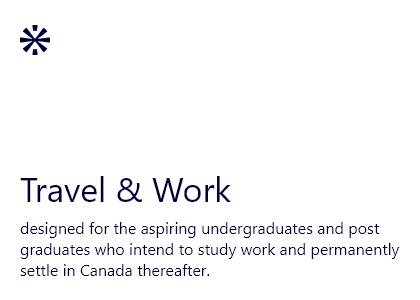 Travel & Work
designed for the aspiring undergraduates and post
graduates who intend to study work and permanently
settle in Canada thereafter.